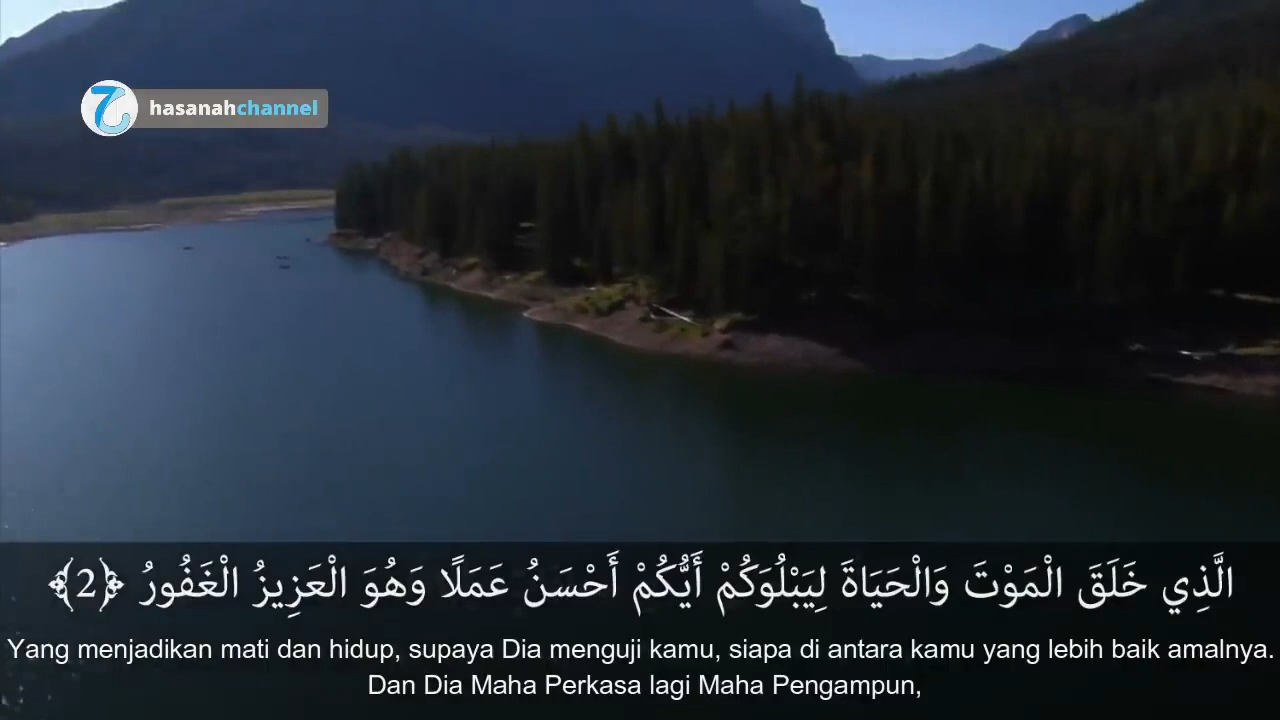 hasanahchannel
الَّذِي خَلَقَ الْمَوْتَ وَالْحَيَاةَ لِيَبْلُوَكُمْ أَيُّكُمْ أَحْسَنُ عَمَلًا وَهُوَ الْعَزِيزُ الْغَفُورُ ﴿2﴾
Yang menjadikan mati dan hidup, supaya Dia menguji kamu, siapa di antara kamu yang lebih baik amalnya.
Dan Dia Maha Perkasa lagi Maha Pengampun,